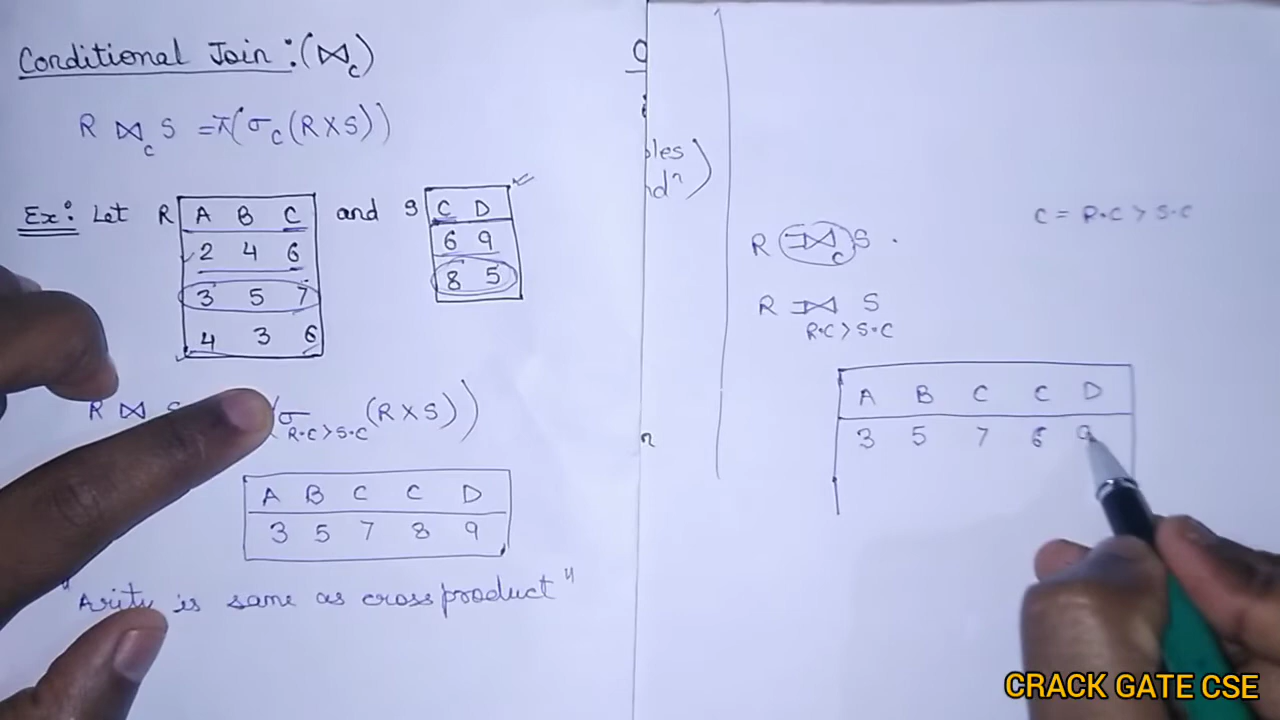 Conditional Join : (⋈c)
R ⋈c S = π(σc(R X S))
Ex: Let R
A B C
2 4 6
3 5 7
4 3 6
and S
C D
6 9
8 5
R ⋈ (σ R.C > S.C (R X S))
A B C C D
3 5 7 8 9
"Arity is same as cross product"
C = R.C > S.C
R ⟕c S .
R ⟕ S
R.C > S.C
A B C C D
3 5 7 6 9
CRACK GATE CSE